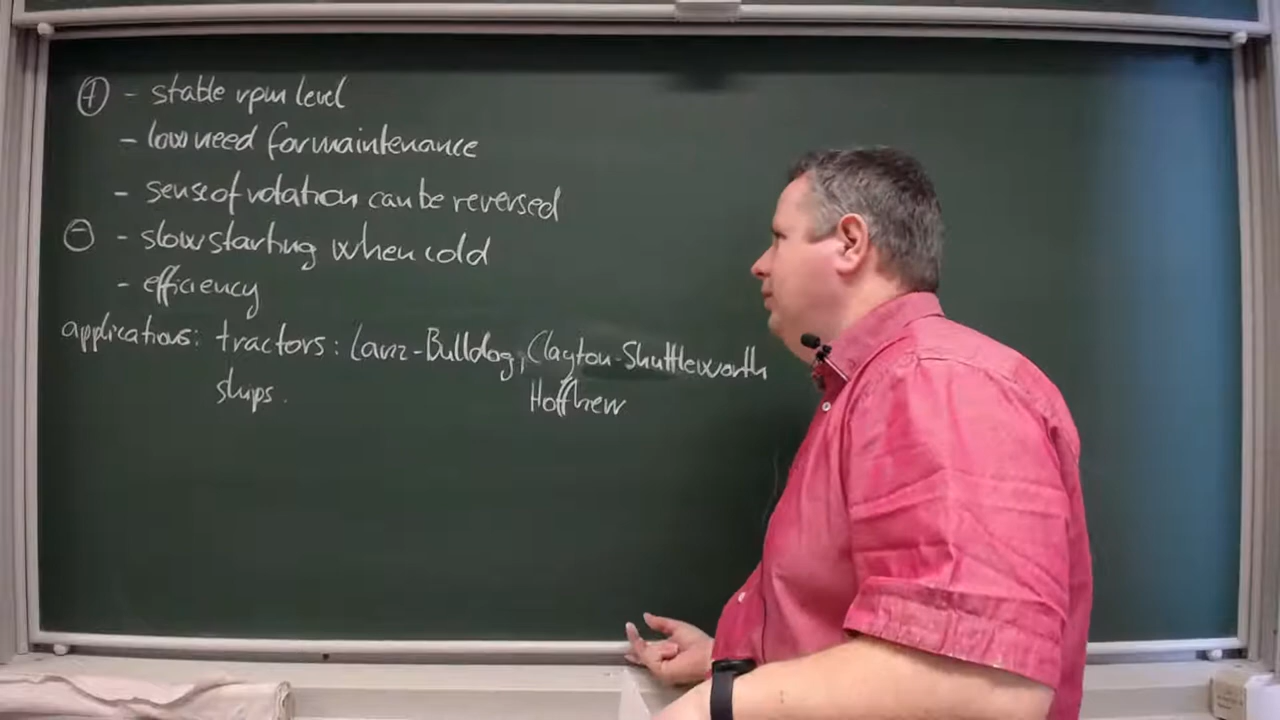 + - stable rpm level
- low need for maintenance
- sense of rotation can be reversed
- - slow starting when cold
- efficiency
applications: tractors: Lanz-Bulldog, Clayton-Shuttleworth
ships. Hofherr